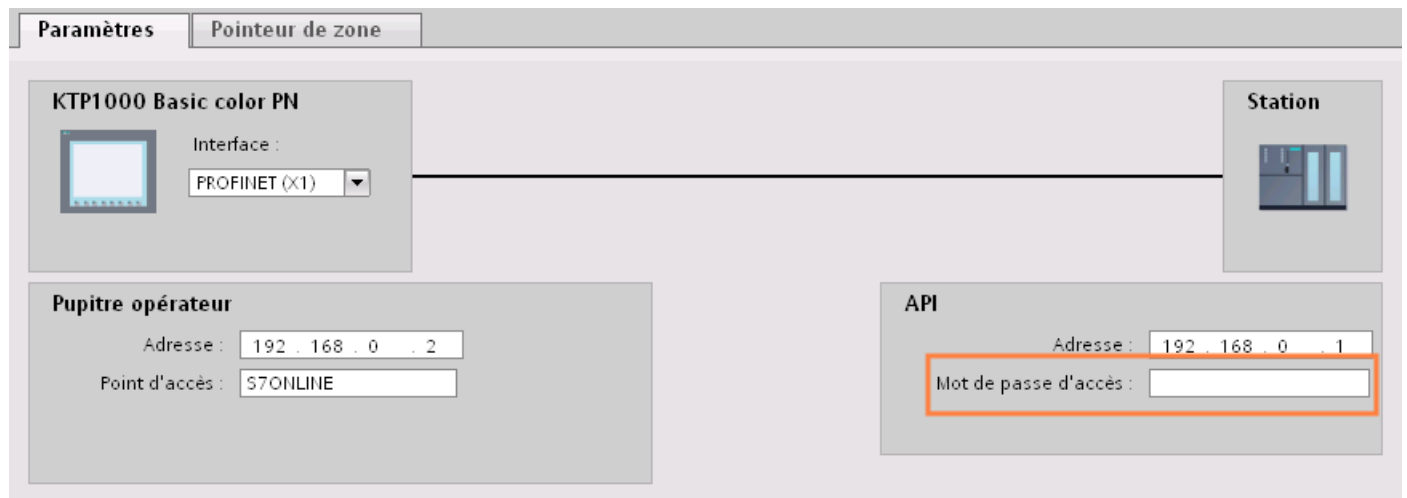 Paramètres Pointeur de zone
KTP1000 Basic color PN Station
Interface :
PROFINET (X1)
Pupitre opérateur API
Adresse : 192 . 168 . 0 . 2 Adresse : 192 . 168 . 0 . 1
Point d'accès : S7ONLINE Mot de passe d'accès :